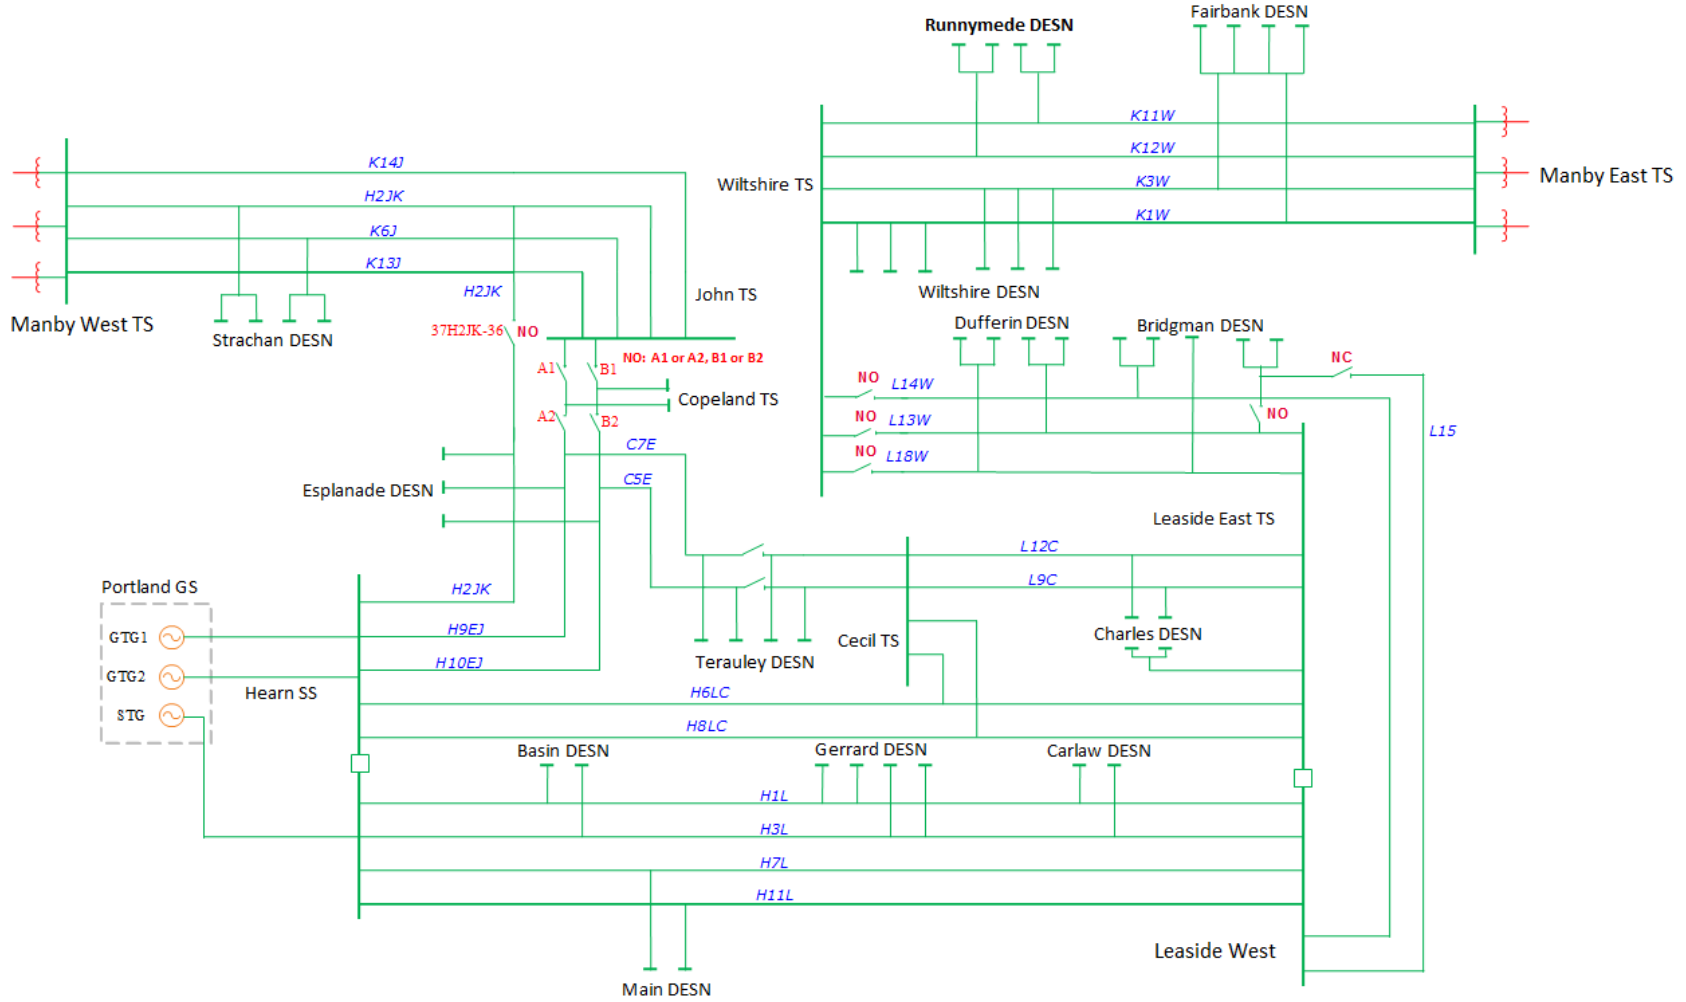 Runnymede DESN
Fairbank DESN
K11W
K12W
K3W
K1W
Wiltshire TS
Manby East TS
K14J
H2JK
K6J
K13J
H2JK
John TS
Manby West TS
Strachan DESN
37H2JK-36
NO
NO: A1 or A2, B1 or B2
A1
B1
Copeland TS
A2
B2
Wiltshire DESN
Dufferin DESN
Bridgman DESN
NC
NO
L14W
NO
L13W
NO
NO
L18W
L15
C7E
C5E
Esplanade DESN
Leaside East TS
L12C
L9C
Portland GS
GTG1
GTG2
STG
Hearn SS
H2JK
H9EJ
H10EJ
Terauley DESN
Cecil TS
Charles DESN
H6LC
H8LC
Basin DESN
Gerrard DESN
Carlaw DESN
H1L
H3L
H7L
H11L
Leaside West
Main DESN